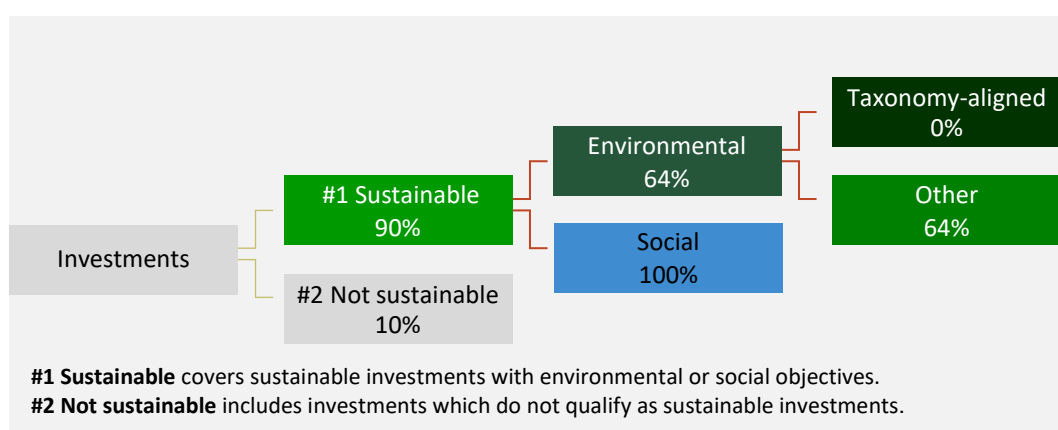 Taxonomy-aligned
0%
Environmental
64%
#1 Sustainable
90%
Other
64%
Social
100%
Investments
#2 Not sustainable
10%
#1 Sustainable covers sustainable investments with environmental or social objectives.
#2 Not sustainable includes investments which do not qualify as sustainable investments.